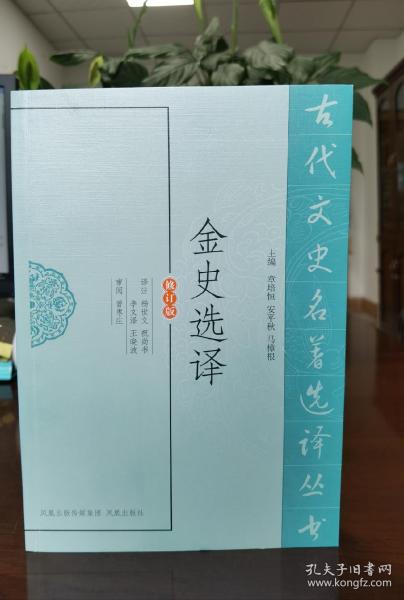 古代文史名著选译丛书
主编 章培恒 安平秋 马樟根
金史选译
修订版
译注 杨世文 祝尚书
李文泽 王晓波
审阅 曾枣庄
凤凰出版传媒集团 凤凰出版社
孔夫子旧书网
www.kongfz.com